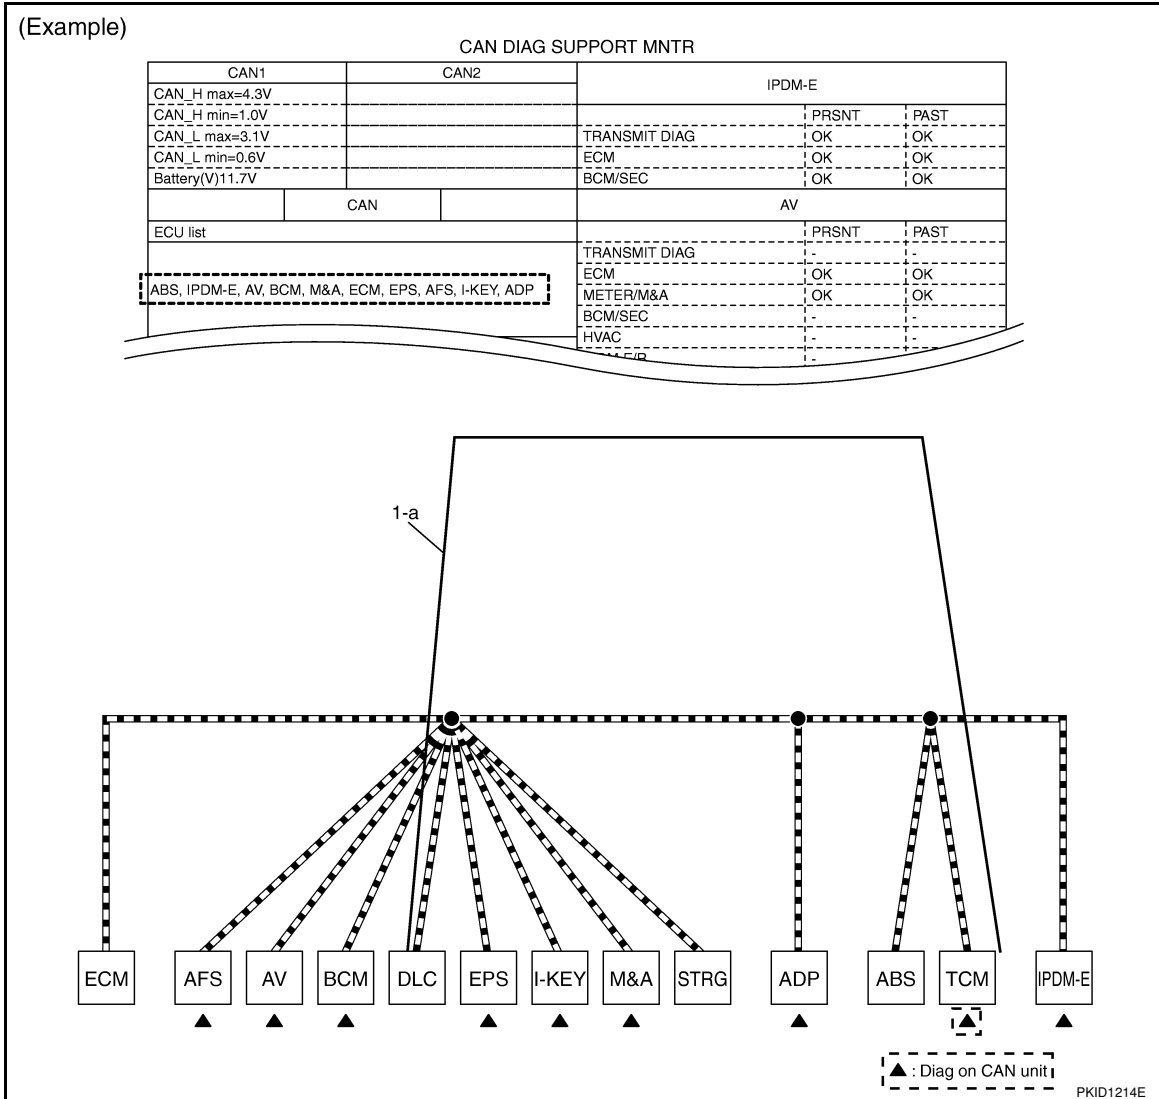 (Example)
CAN DIAG SUPPORT MNTR
CAN1 CAN2 IPDM-E
CAN_H max=4.3V
CAN_H min=1.0V PRSNT PAST
CAN_L max=3.1V TRANSMIT DIAG OK OK
CAN_L min=0.6V ECM OK OK
Battery(V)11.7V BCM/SEC OK OK
CAN AV
ECU list PRSNT PAST
TRANSMIT DIAG - -
ECM OK OK
ABS, IPDM-E, AV, BCM, M&A, ECM, EPS, AFS, I-KEY, ADP METER/M&A OK OK
BCM/SEC - -
HVAC - -
-
1-a
ECM AFS AV BCM DLC EPS I-KEY M&A STRG ADP ABS TCM IPDM-E
▲ : Diag on CAN unit
PKID1214E